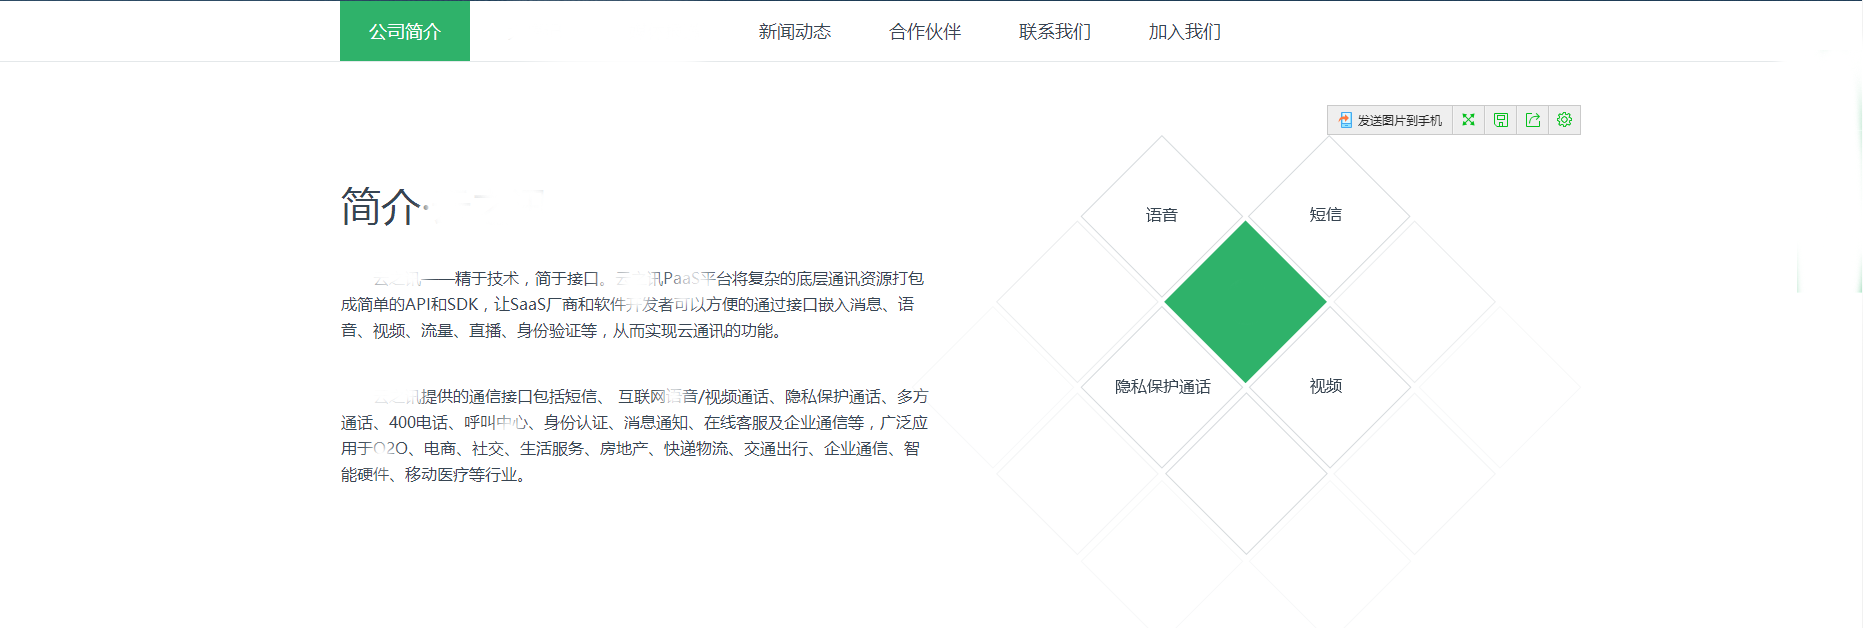 公司简介 新闻动态 合作伙伴 联系我们 加入我们
发送图片到手机
简介·
讯——精于技术，简于接口。云 讯PaaS平台将复杂的底层通讯资源打包
成简单的API和SDK，让SaaS厂商和软件开发者可以方便的通过接口嵌入消息、语
音、视频、流量、直播、身份验证等，从而实现云通讯的功能。
讯提供的通信接口包括短信、 互联网语音/视频通话、隐私保护通话、多方
通话、400电话、呼叫中心、身份认证、消息通知、在线客服及企业通信等，广泛应
用于O2O、电商、社交、生活服务、房地产、快递物流、交通出行、企业通信、智
能硬件、移动医疗等行业。
语音 短信
隐私保护通话 视频